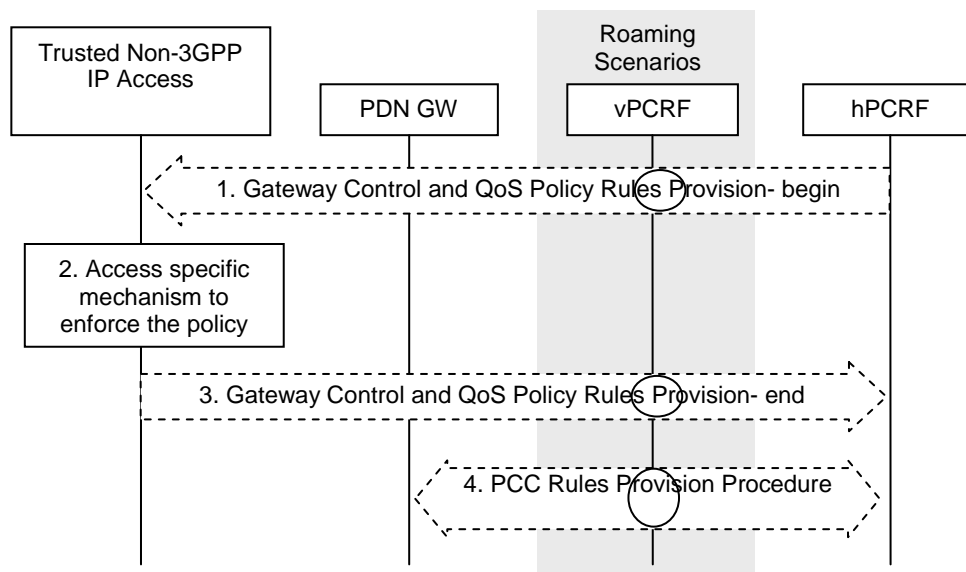 Roaming
Scenarios
Trusted Non-3GPP
IP Access
PDN GW
vPCRF
hPCRF
1. Gateway Control and QoS Policy Rules Provision- begin
2. Access specific
mechanism to
enforce the policy
3. Gateway Control and QoS Policy Rules Provision- end
4. PCC Rules Provision Procedure